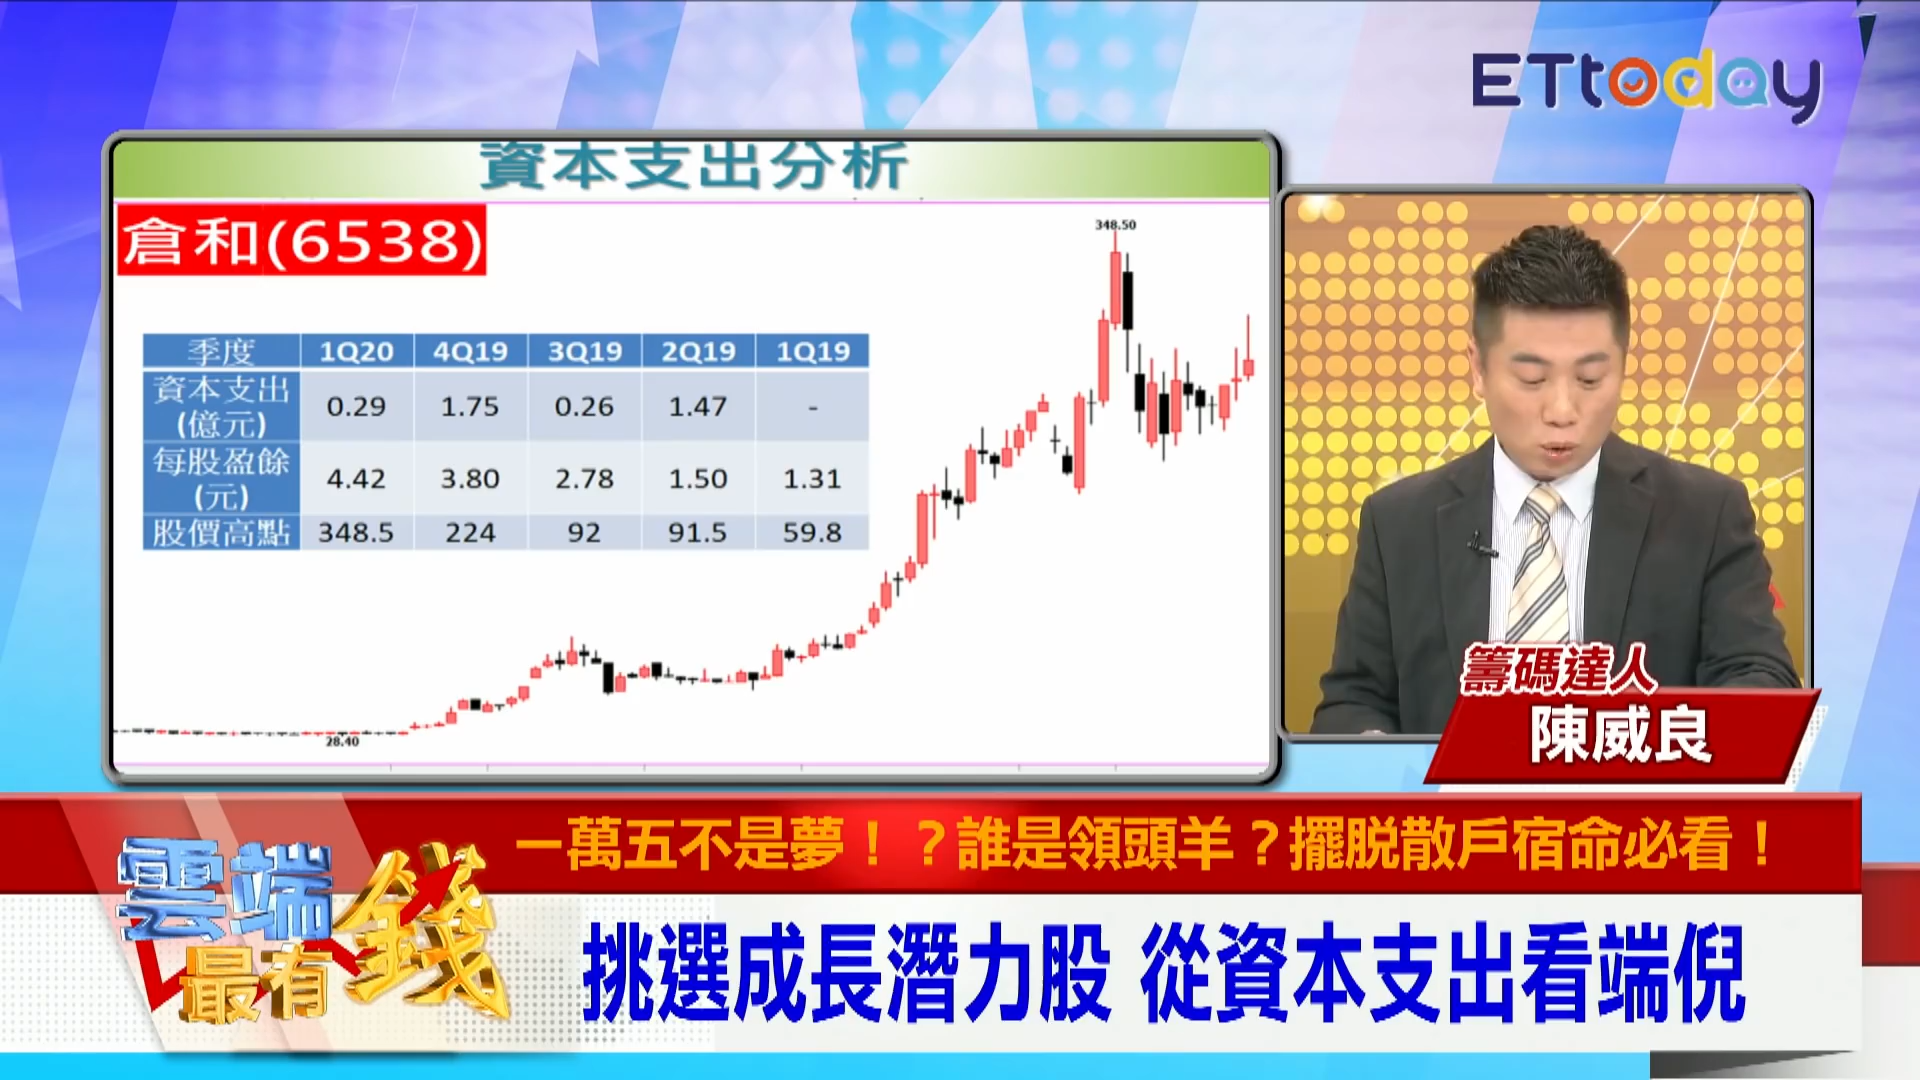 ETtoday
資本支出分析
倉和(6538)
348.50
季度 1Q20 4Q19 3Q19 2Q19 1Q19
資本支出
(億元) 0.29 1.75 0.26 1.47 -
每股盈餘
(元) 4.42 3.80 2.78 1.50 1.31
股價高點 348.5 224 92 91.5 59.8
28.40
籌碼達人
陳威良
一萬五不是夢！？誰是領頭羊？擺脫散戶宿命必看！
雲端
最有錢
挑選成長潛力股 從資本支出看端倪